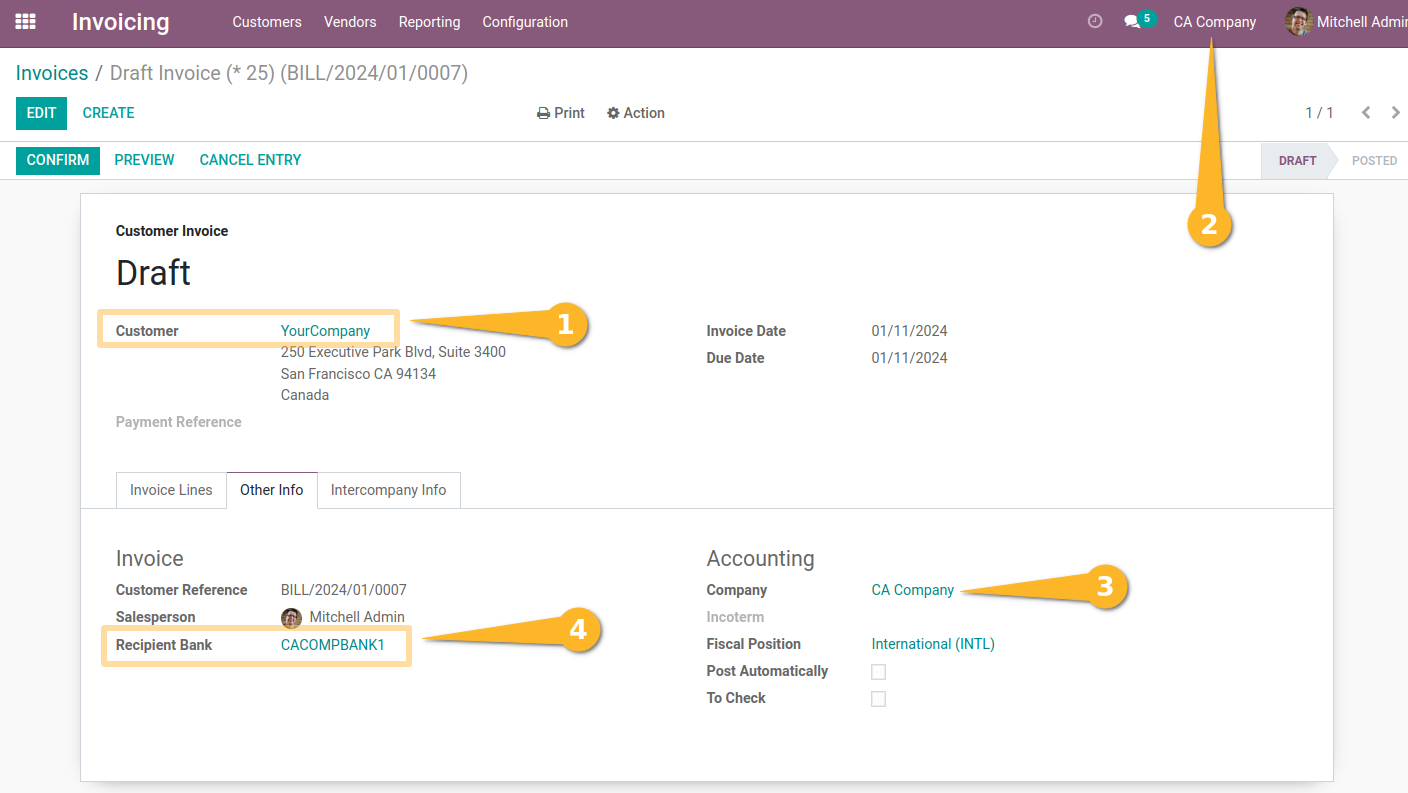 Invoicing Customers Vendors Reporting Configuration 5 CA Company Mitchell Admin
Invoices / Draft Invoice (* 25) (BILL/2024/01/0007)
EDIT CREATE Print Action 1 / 1
CONFIRM PREVIEW CANCEL ENTRY DRAFT POSTED
2
Customer Invoice
Draft
1
Customer YourCompany Invoice Date 01/11/2024
250 Executive Park Blvd, Suite 3400
San Francisco CA 94134 Due Date 01/11/2024
Canada
Payment Reference
Invoice Lines Other Info Intercompany Info
Invoice Accounting
Customer Reference BILL/2024/01/0007 Company CA Company 3
Salesperson Mitchell Admin Incoterm
4
Recipient Bank CACOMPBANK1 Fiscal Position International (INTL)
Post Automatically
To Check